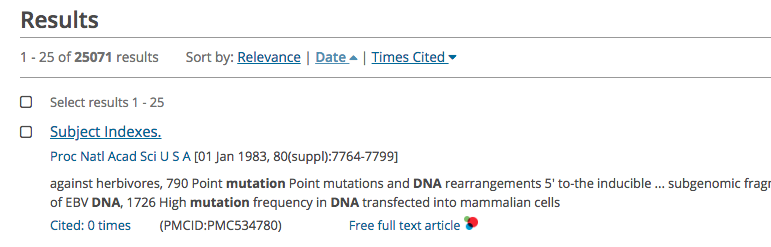 Results
1 - 25 of 25071 results Sort by: Relevance | Date | Times Cited
Select results 1 - 25
Subject Indexes.
Proc Natl Acad Sci U S A [01 Jan 1983, 80(suppl):7764-7799]
against herbivores, 790 Point mutation Point mutations and DNA rearrangements 5' to-the inducible ... subgenomic
of EBV DNA, 1726 High mutation frequency in DNA transfected into mammalian cells
Cited: 0 times (PMCID:PMC534780) Free full text article